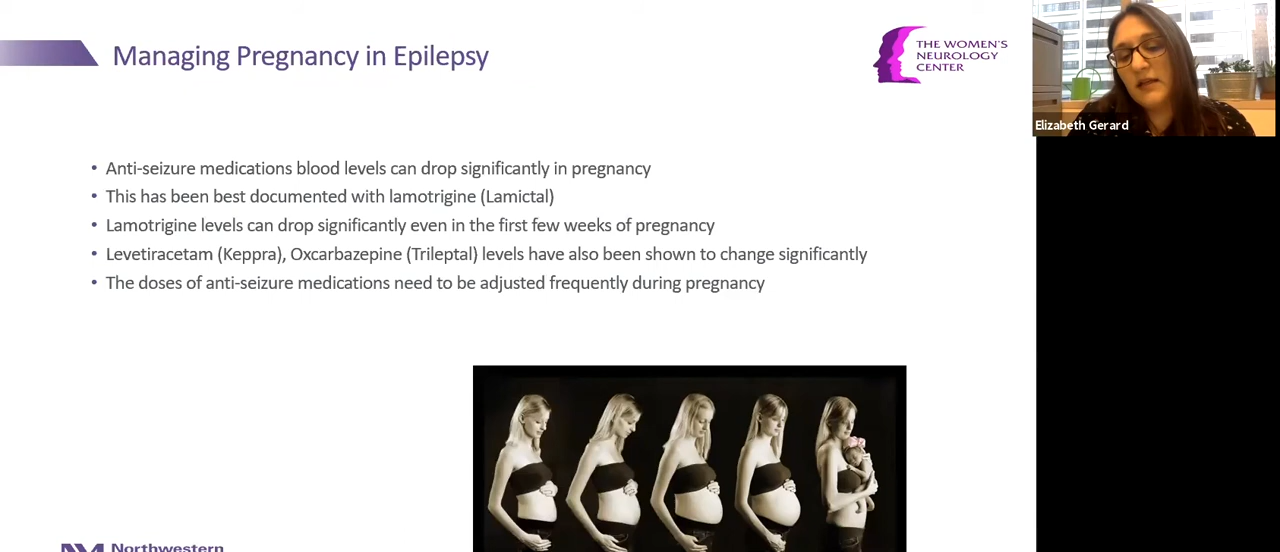 Managing Pregnancy in Epilepsy
THE WOMEN'S
NEUROLOGY
CENTER
Elizabeth Gerard
• Anti-seizure medications blood levels can drop significantly in pregnancy
• This has been best documented with lamotrigine (Lamictal)
• Lamotrigine levels can drop significantly even in the first few weeks of pregnancy
• Levetiracetam (Keppra), Oxcarbazepine (Trileptal) levels have also been shown to change significantly
• The doses of anti-seizure medications need to be adjusted frequently during pregnancy
Northwestern